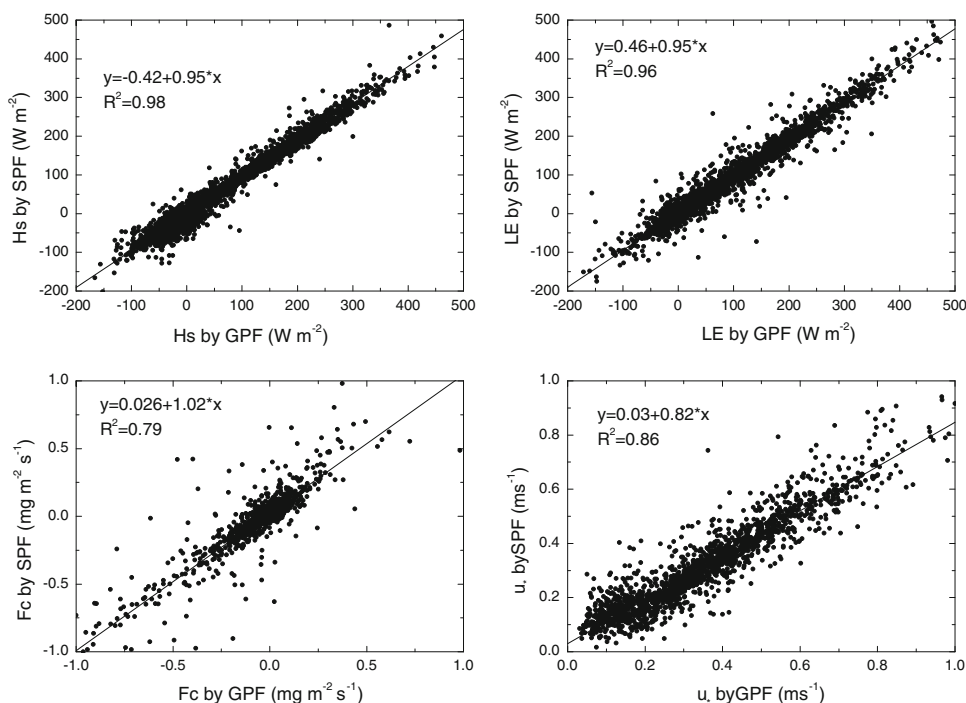 500
400
300
200
100
0
-100
-200
Hs by SPF (W m⁻²)
y=-0.42+0.95*x
R²=0.98
-200 -100 0 100 200 300 400 500
Hs by GPF (W m⁻²)
500
400
300
200
100
0
-100
-200
LE by SPF (W m⁻²)
y=0.46+0.95*x
R²=0.96
-200 -100 0 100 200 300 400 500
LE by GPF (W m⁻²)
1.0
0.5
0.0
-0.5
-1.0
Fc by SPF (mg m⁻² s⁻¹)
y=0.026+1.02*x
R²=0.79
-1.0 -0.5 0.0 0.5 1.0
Fc by GPF (mg m⁻² s⁻¹)
1.0
0.8
0.6
0.4
0.2
0.0
u* bySPF (ms⁻¹)
y=0.03+0.82*x
R²=0.86
0.0 0.2 0.4 0.6 0.8 1.0
u* byGPF (ms⁻¹)